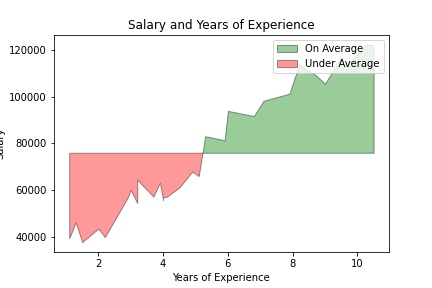 Salary and Years of Experience
On Average
Under Average
120000
100000
80000
60000
40000
Salary
2 4 6 8 10
Years of Experience